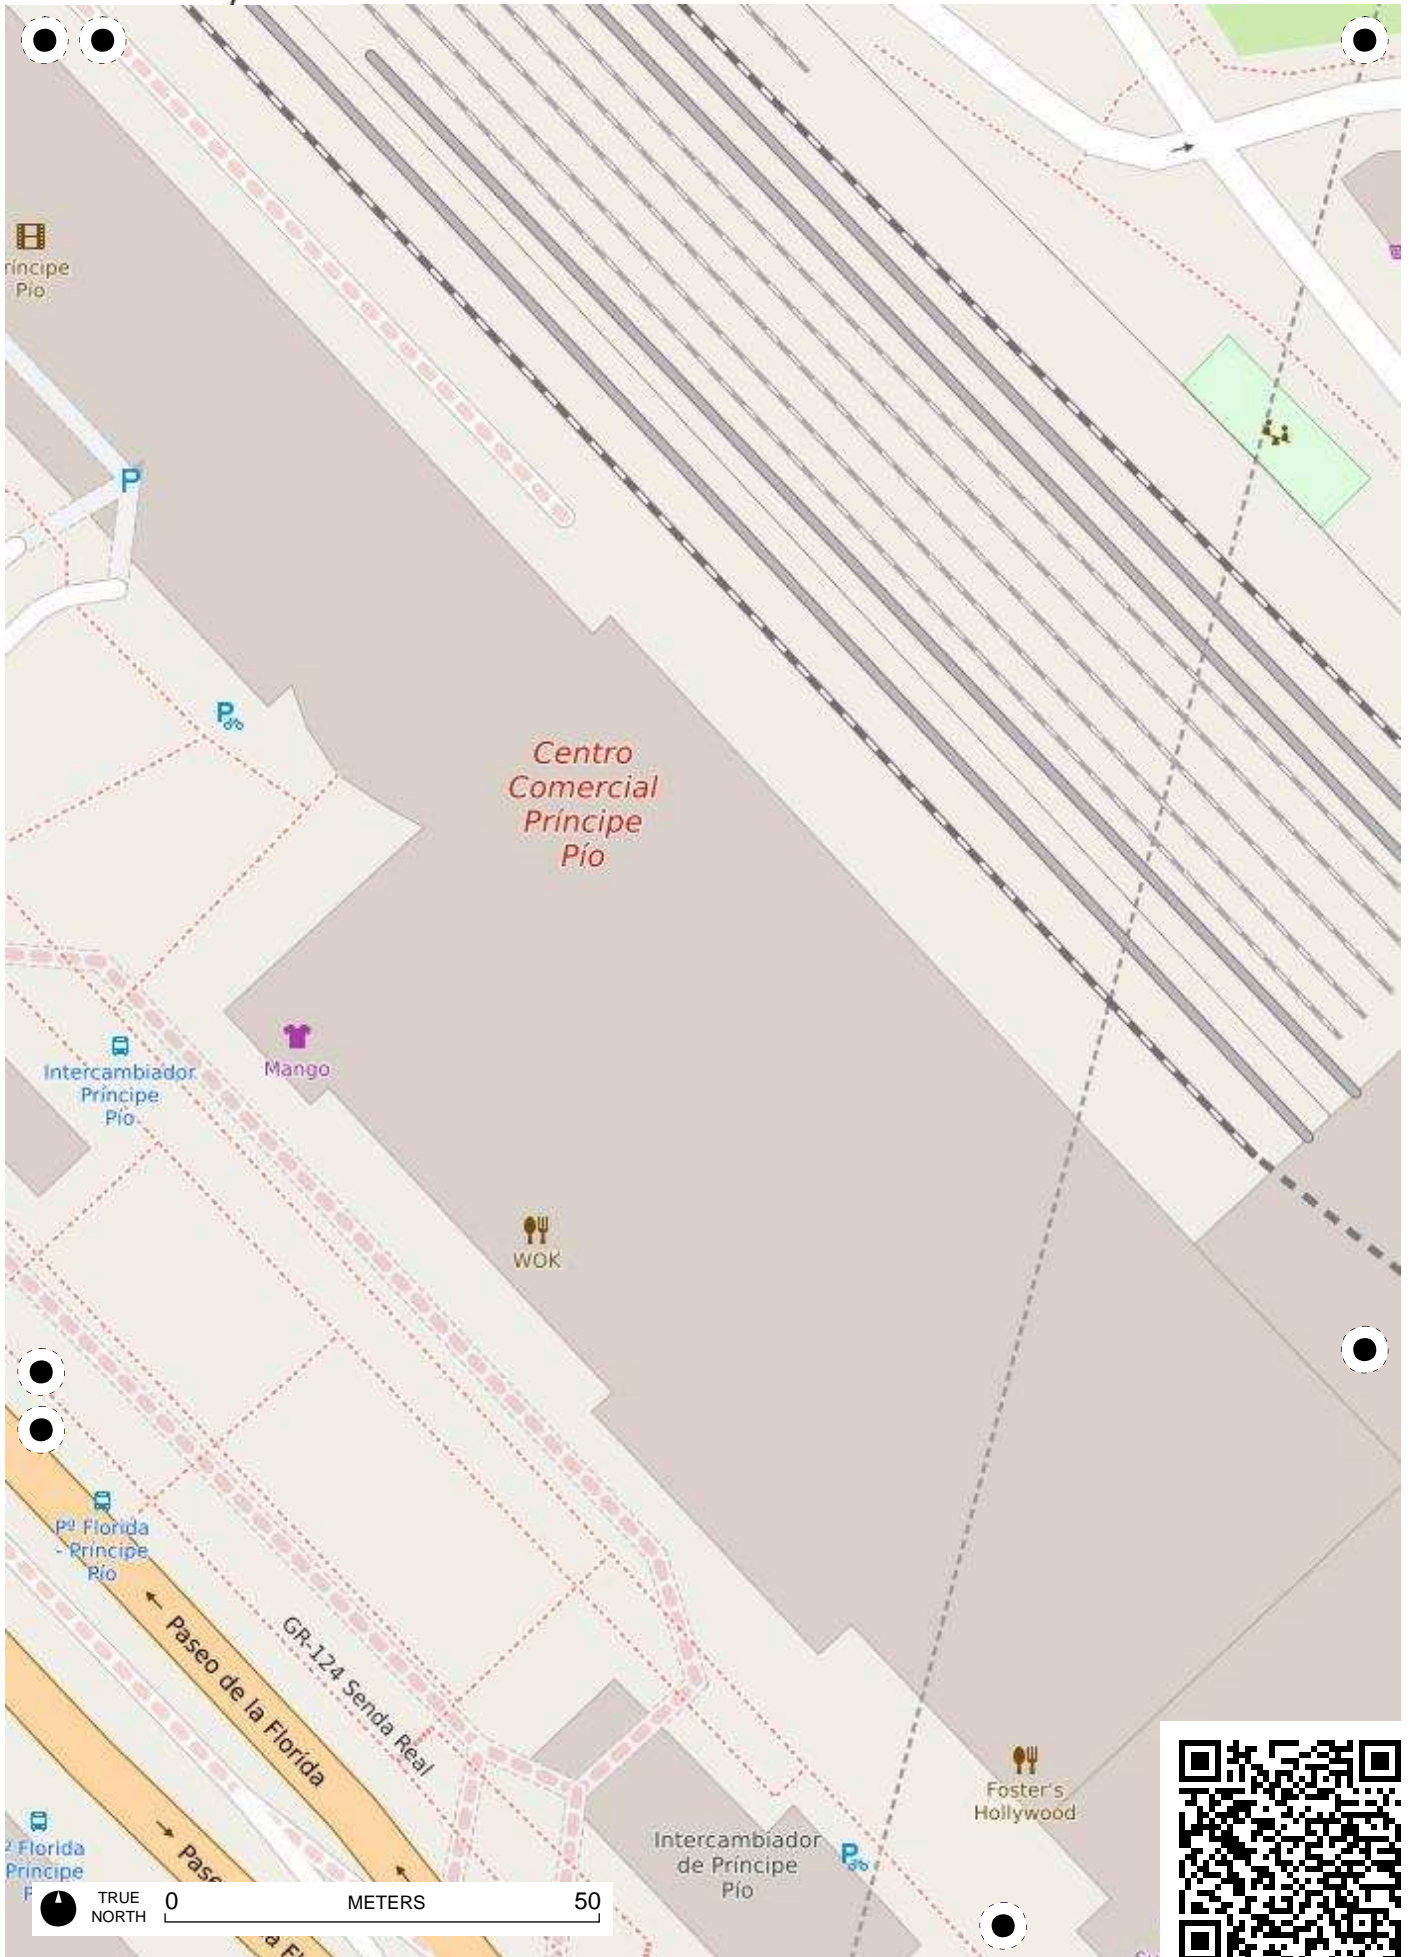 Pío
P
Centro
Comercial
Príncipe
Pío
P
Mango
Intercambiador
Príncipe
Pío
WOK
Pº Florida
- Príncipe
Pío
Paseo de la Florida
GR-124 Senda Real
Foster's
Hollywood
Intercambiador
de Príncipe
Pío
P
Florida
Príncipe
TRUE
NORTH
0 METERS 50